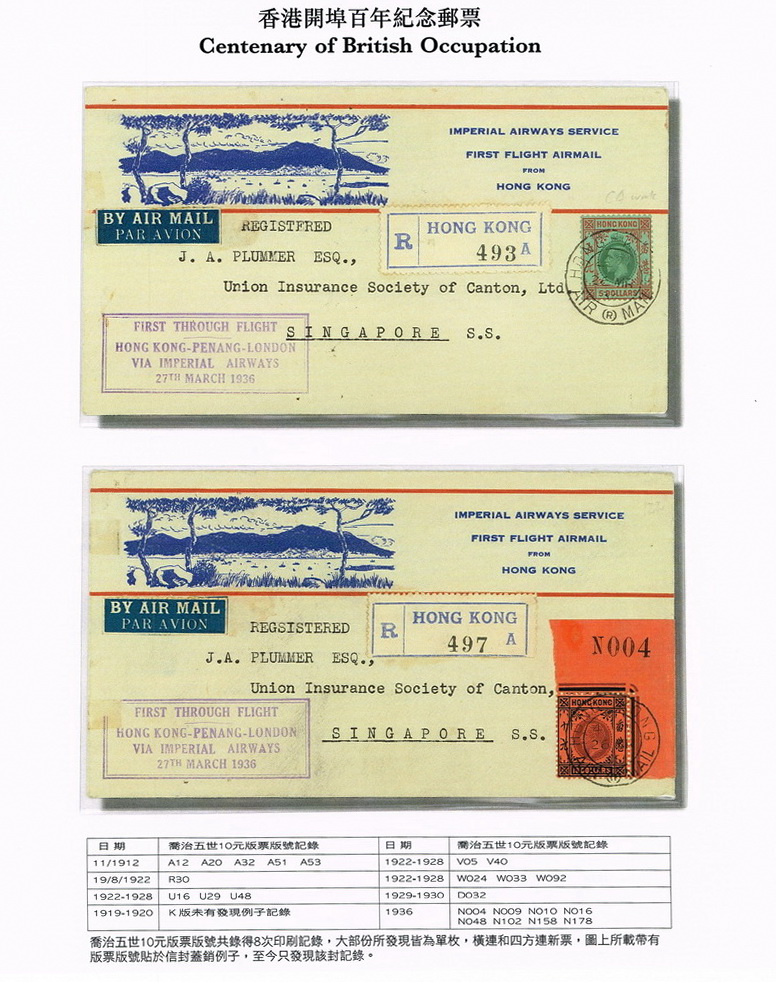 香港開埠百年紀念郵票
Centenary of British Occupation
IMPERIAL AIRWAYS SERVICE
FIRST FLIGHT AIRMAIL
FROM
HONG KONG
BY AIR MAIL
PAR AVION
REGISTERED
R HONG KONG
493 A
HONG KONG
5 DOLLARS
AIR (R) MAIL
J. A. PLUMMER ESQ.,
Union Insurance Society of Canton, Ltd.
SINGAPORE S.S.
FIRST THROUGH FLIGHT
HONG KONG-PENANG-LONDON
VIA IMPERIAL AIRWAYS
27TH MARCH 1936
IMPERIAL AIRWAYS SERVICE
FIRST FLIGHT AIRMAIL
FROM
HONG KONG
BY AIR MAIL
PAR AVION
REGSISTERED
R HONG KONG
497 A
N004
HONG KONG
J.A. PLUMMER ESQ.,
Union Insurance Society of Canton,
SINGAPORE S.S.
FIRST THROUGH FLIGHT
HONG KONG-PENANG-LONDON
VIA IMPERIAL AIRWAYS
27TH MARCH 1936
日期 喬治五世10元版票版號記錄 日期 喬治五世10元版票版號記錄
11/1912 A12 A20 A32 A51 A53 1922-1928 V05 V40
19/8/1922 R30 1922-1928 W024 W033 W092
1922-1928 U16 U29 U48 1929-1930 D032
1919-1920 K版未有發現例子記錄 1936 N004 N009 N010 N016
N048 N102 N158 N178
喬治五世10元版票版號共錄得8次印刷記錄，大部份所發現皆為單枚，橫連和四方連新票，圖上所載帶有
版票版號貼於信封蓋銷例子，至今只發現該封記錄。